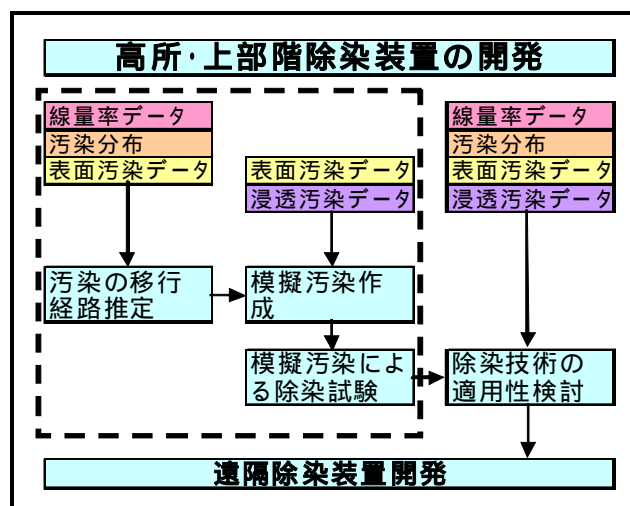 高所・上部階除染装置の開発
線量率データ
汚染分布
表面汚染データ
表面汚染データ
浸透汚染データ
線量率データ
汚染分布
表面汚染データ
浸透汚染データ
汚染の移行
経路推定
模擬汚染作
成
模擬汚染によ
る除染試験
除染技術の
適用性検討
遠隔除染装置開発